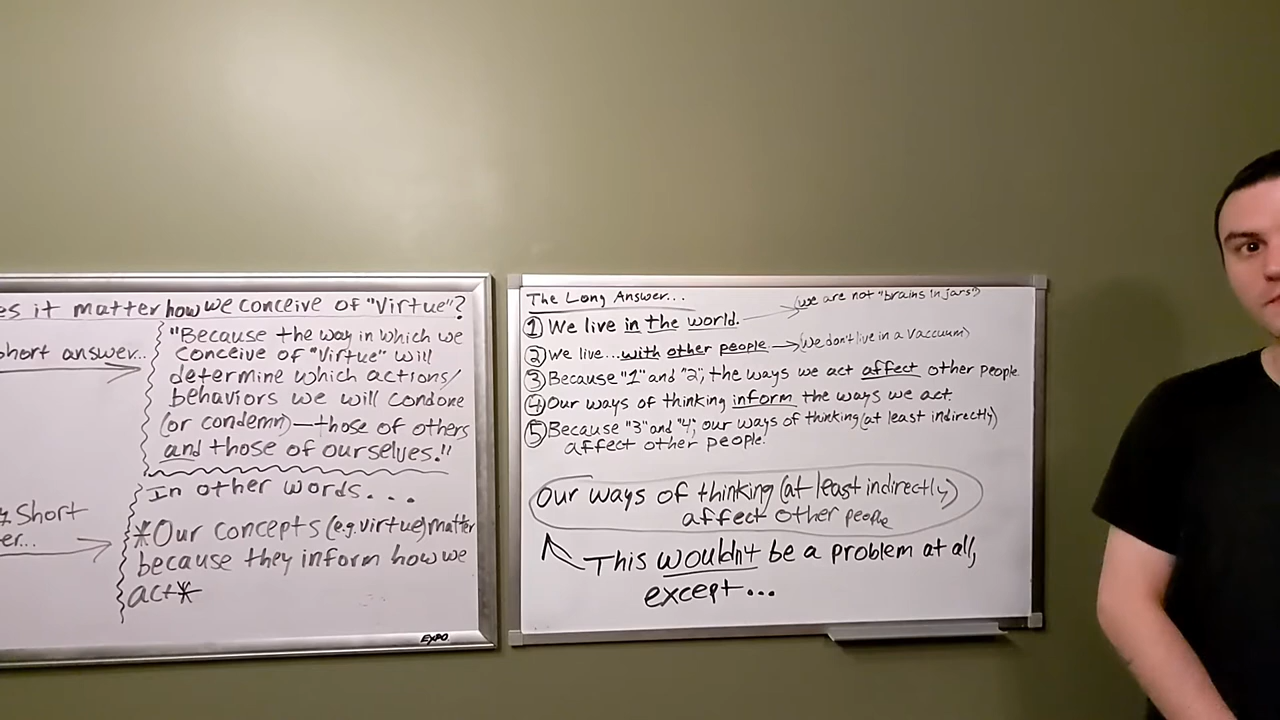 es it matter how we conceive of "Virtue"?
short answer...
"Because the way in which we
conceive of "Virtue" will
determine which actions/
behaviors we will condone
(or condemn)—those of others
and those of ourselves."
In other words...
Short
er...
*Our concepts (e.g. virtue) matter
because they inform how we
act*
EXPO
The Long Answer...
(we are not "brains in jars")
① We live in the world.
② We live...with other people → (We don't live in a Vaccuum)
③ Because "1" and "2", the ways we act affect other people.
④ Our ways of thinking inform the ways we act.
⑤ Because "3" and "4", our ways of thinking (at least indirectly)
affect other people.
Our ways of thinking (at least indirectly)
affect other people
This wouldn't be a problem at all,
except...